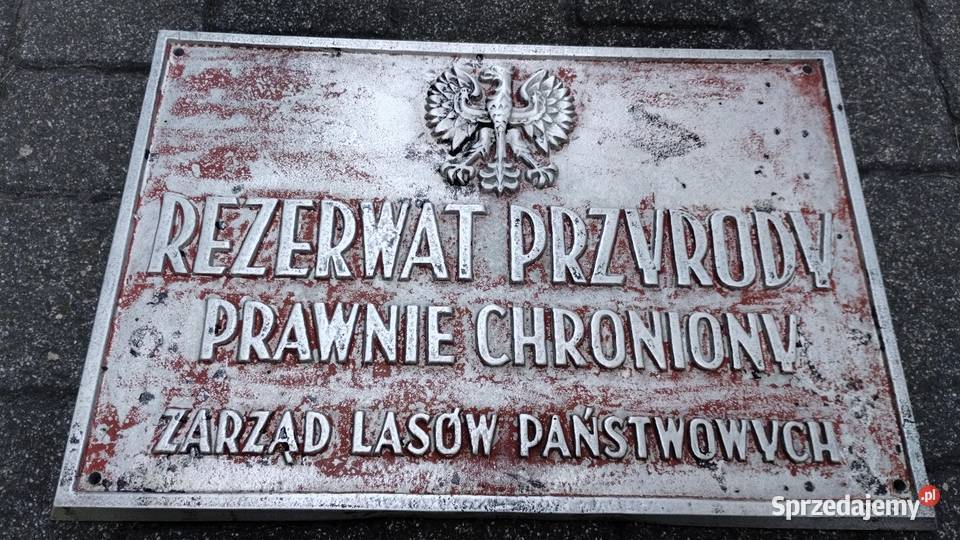 REZERWAT PRZYRODY
PRAWNIE CHRONIONY
ZARZĄD LASÓW PAŃSTWOWYCH
Sprzedajemy.pl